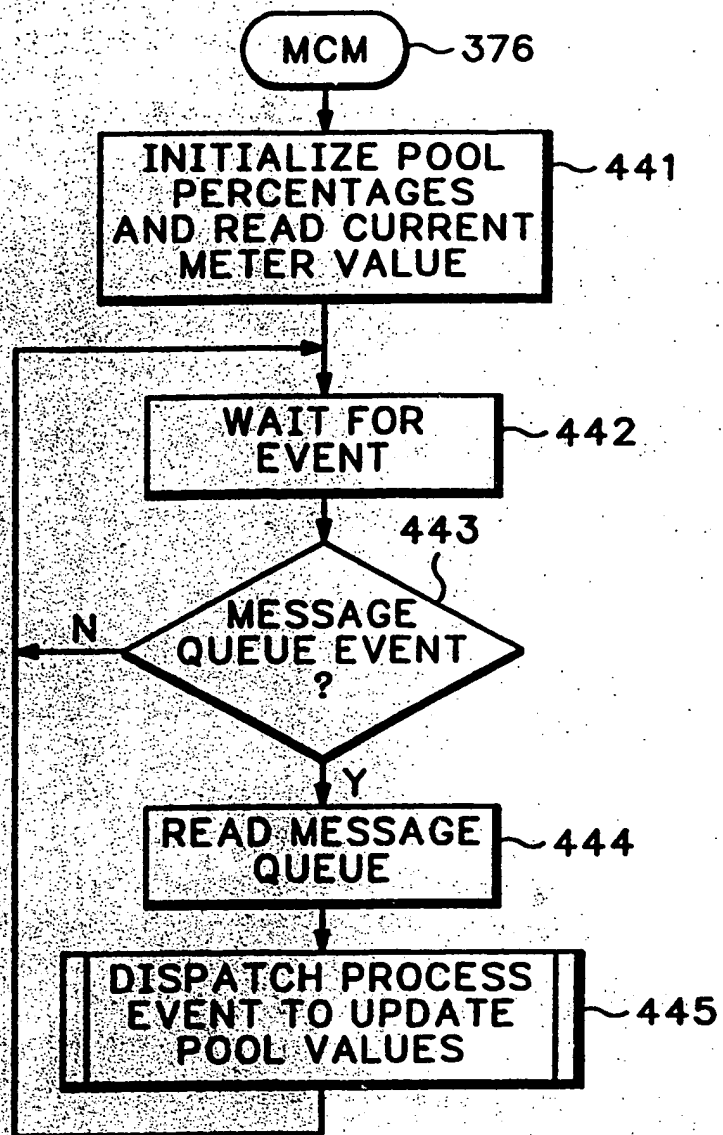 MCM
376
INITIALIZE POOL
PERCENTAGES
AND READ CURRENT
METER VALUE
441
WAIT FOR
EVENT
442
443
MESSAGE
QUEUE EVENT
?
N
Y
READ MESSAGE
QUEUE
444
DISPATCH PROCESS
EVENT TO UPDATE
POOL VALUES
445